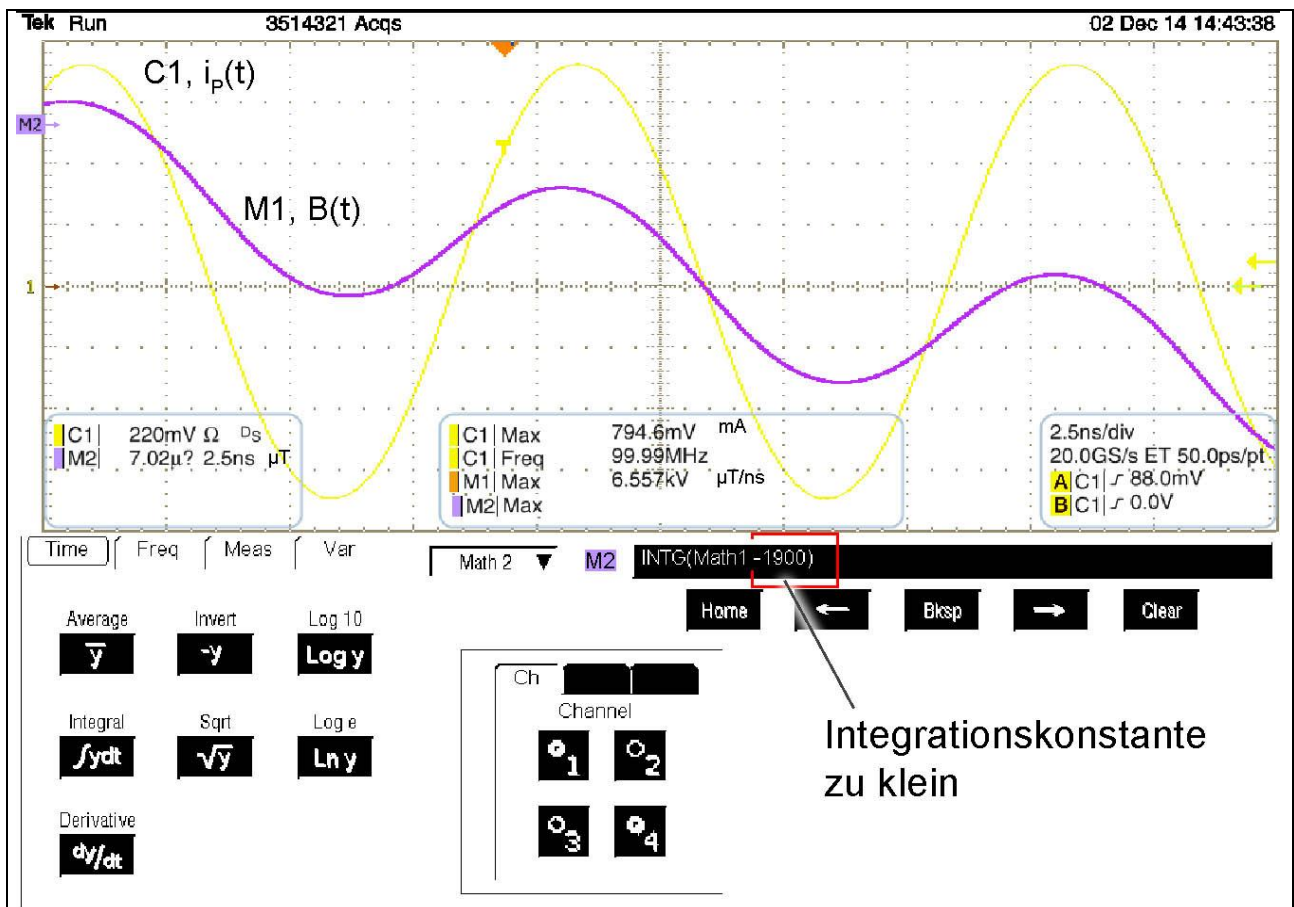 Tek Run 3514321 Acqs 02 Dec 14 14:43:38
C1, iP(t)
M2
T
M1, B(t)
1
C1 220mV Ω Ds
M2 7.02µ? 2.5ns µT
C1 Max 794.6mV mA
C1 Freq 99.99MHz
M1 Max 6.557kV µT/ns
M2 Max
2.5ns/div
20.0GS/s ET 50.0ps/pt
A C1 ∫ 88.0mV
B C1 ∫ 0.0V
Time Freq Meas Var
Math 2 ▼ M2 INTG(Math1 -1900)
Home ← Bksp → Clear
Average Invert Log 10
y̅ -y Log y
Integral Sqrt Log e
∫ydt √y Ln y
Derivative
dy/dt
Ch
Channel
1 2
3 4
Integrationskonstante
zu klein